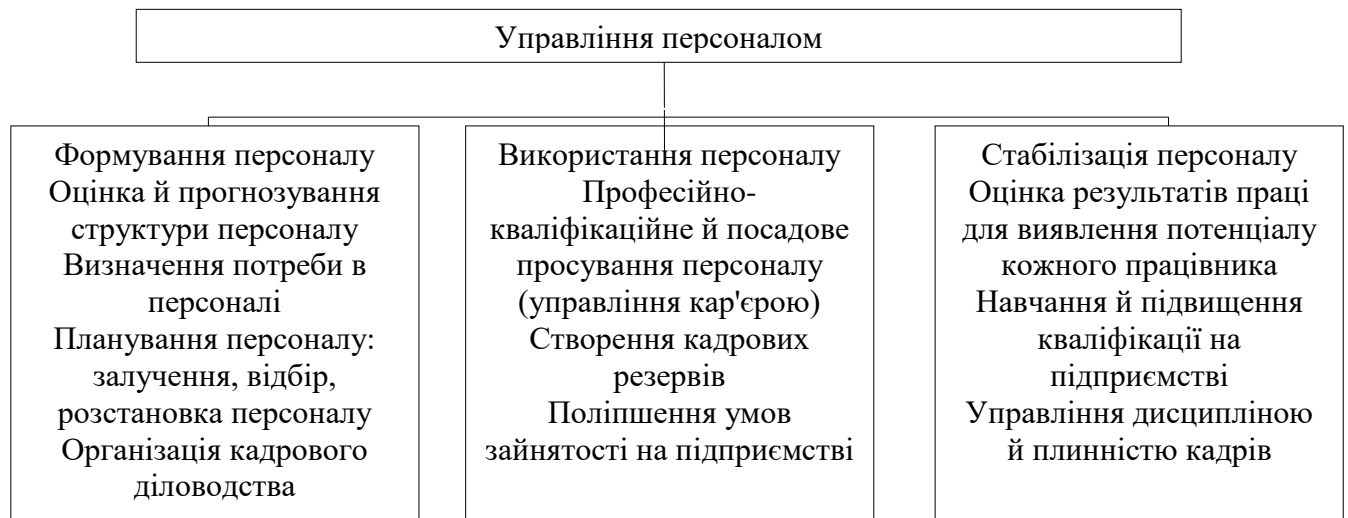 Управління персоналом
Формування персоналу
Оцінка й прогнозування
структури персоналу
Визначення потреби в
персоналі
Планування персоналу:
залучення, відбір,
розстановка персоналу
Організація кадрового
діловодства
Використання персоналу
Професійно-
кваліфікаційне й посадове
просування персоналу
(управління кар'єрою)
Створення кадрових
резервів
Поліпшення умов
зайнятості на підприємстві
Стабілізація персоналу
Оцінка результатів праці
для виявлення потенціалу
кожного працівника
Навчання й підвищення
кваліфікації на
підприємстві
Управління дисципліною
й плинністю кадрів